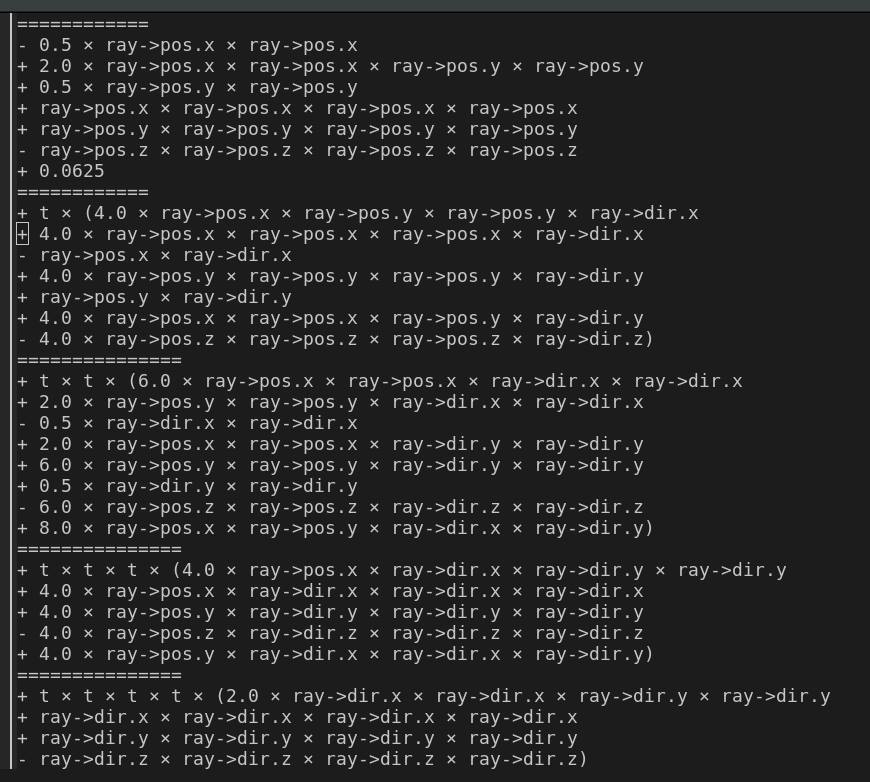 ============
- 0.5 × ray->pos.x × ray->pos.x
+ 2.0 × ray->pos.x × ray->pos.x × ray->pos.y × ray->pos.y
+ 0.5 × ray->pos.y × ray->pos.y
+ ray->pos.x × ray->pos.x × ray->pos.x × ray->pos.x
+ ray->pos.y × ray->pos.y × ray->pos.y × ray->pos.y
- ray->pos.z × ray->pos.z × ray->pos.z × ray->pos.z
+ 0.0625
============
+ t × (4.0 × ray->pos.x × ray->pos.y × ray->pos.y × ray->dir.x
+ 4.0 × ray->pos.x × ray->pos.x × ray->pos.x × ray->dir.x
- ray->pos.x × ray->dir.x
+ 4.0 × ray->pos.y × ray->pos.y × ray->pos.y × ray->dir.y
+ ray->pos.y × ray->dir.y
+ 4.0 × ray->pos.x × ray->pos.x × ray->pos.y × ray->dir.y
- 4.0 × ray->pos.z × ray->pos.z × ray->pos.z × ray->dir.z)
===============
+ t × t × (6.0 × ray->pos.x × ray->pos.x × ray->dir.x × ray->dir.x
+ 2.0 × ray->pos.y × ray->pos.y × ray->dir.x × ray->dir.x
- 0.5 × ray->dir.x × ray->dir.x
+ 2.0 × ray->pos.x × ray->pos.x × ray->dir.y × ray->dir.y
+ 6.0 × ray->pos.y × ray->pos.y × ray->dir.y × ray->dir.y
+ 0.5 × ray->dir.y × ray->dir.y
- 6.0 × ray->pos.z × ray->pos.z × ray->dir.z × ray->dir.z
+ 8.0 × ray->pos.x × ray->pos.y × ray->dir.x × ray->dir.y)
===============
+ t × t × t × (4.0 × ray->pos.x × ray->dir.x × ray->dir.y × ray->dir.y
+ 4.0 × ray->pos.x × ray->dir.x × ray->dir.x × ray->dir.x
+ 4.0 × ray->pos.y × ray->dir.y × ray->dir.y × ray->dir.y
- 4.0 × ray->pos.z × ray->dir.z × ray->dir.z × ray->dir.z
+ 4.0 × ray->pos.y × ray->dir.x × ray->dir.x × ray->dir.y)
===============
+ t × t × t × t × (2.0 × ray->dir.x × ray->dir.x × ray->dir.y × ray->dir.y
+ ray->dir.x × ray->dir.x × ray->dir.x × ray->dir.x
+ ray->dir.y × ray->dir.y × ray->dir.y × ray->dir.y
- ray->dir.z × ray->dir.z × ray->dir.z × ray->dir.z)